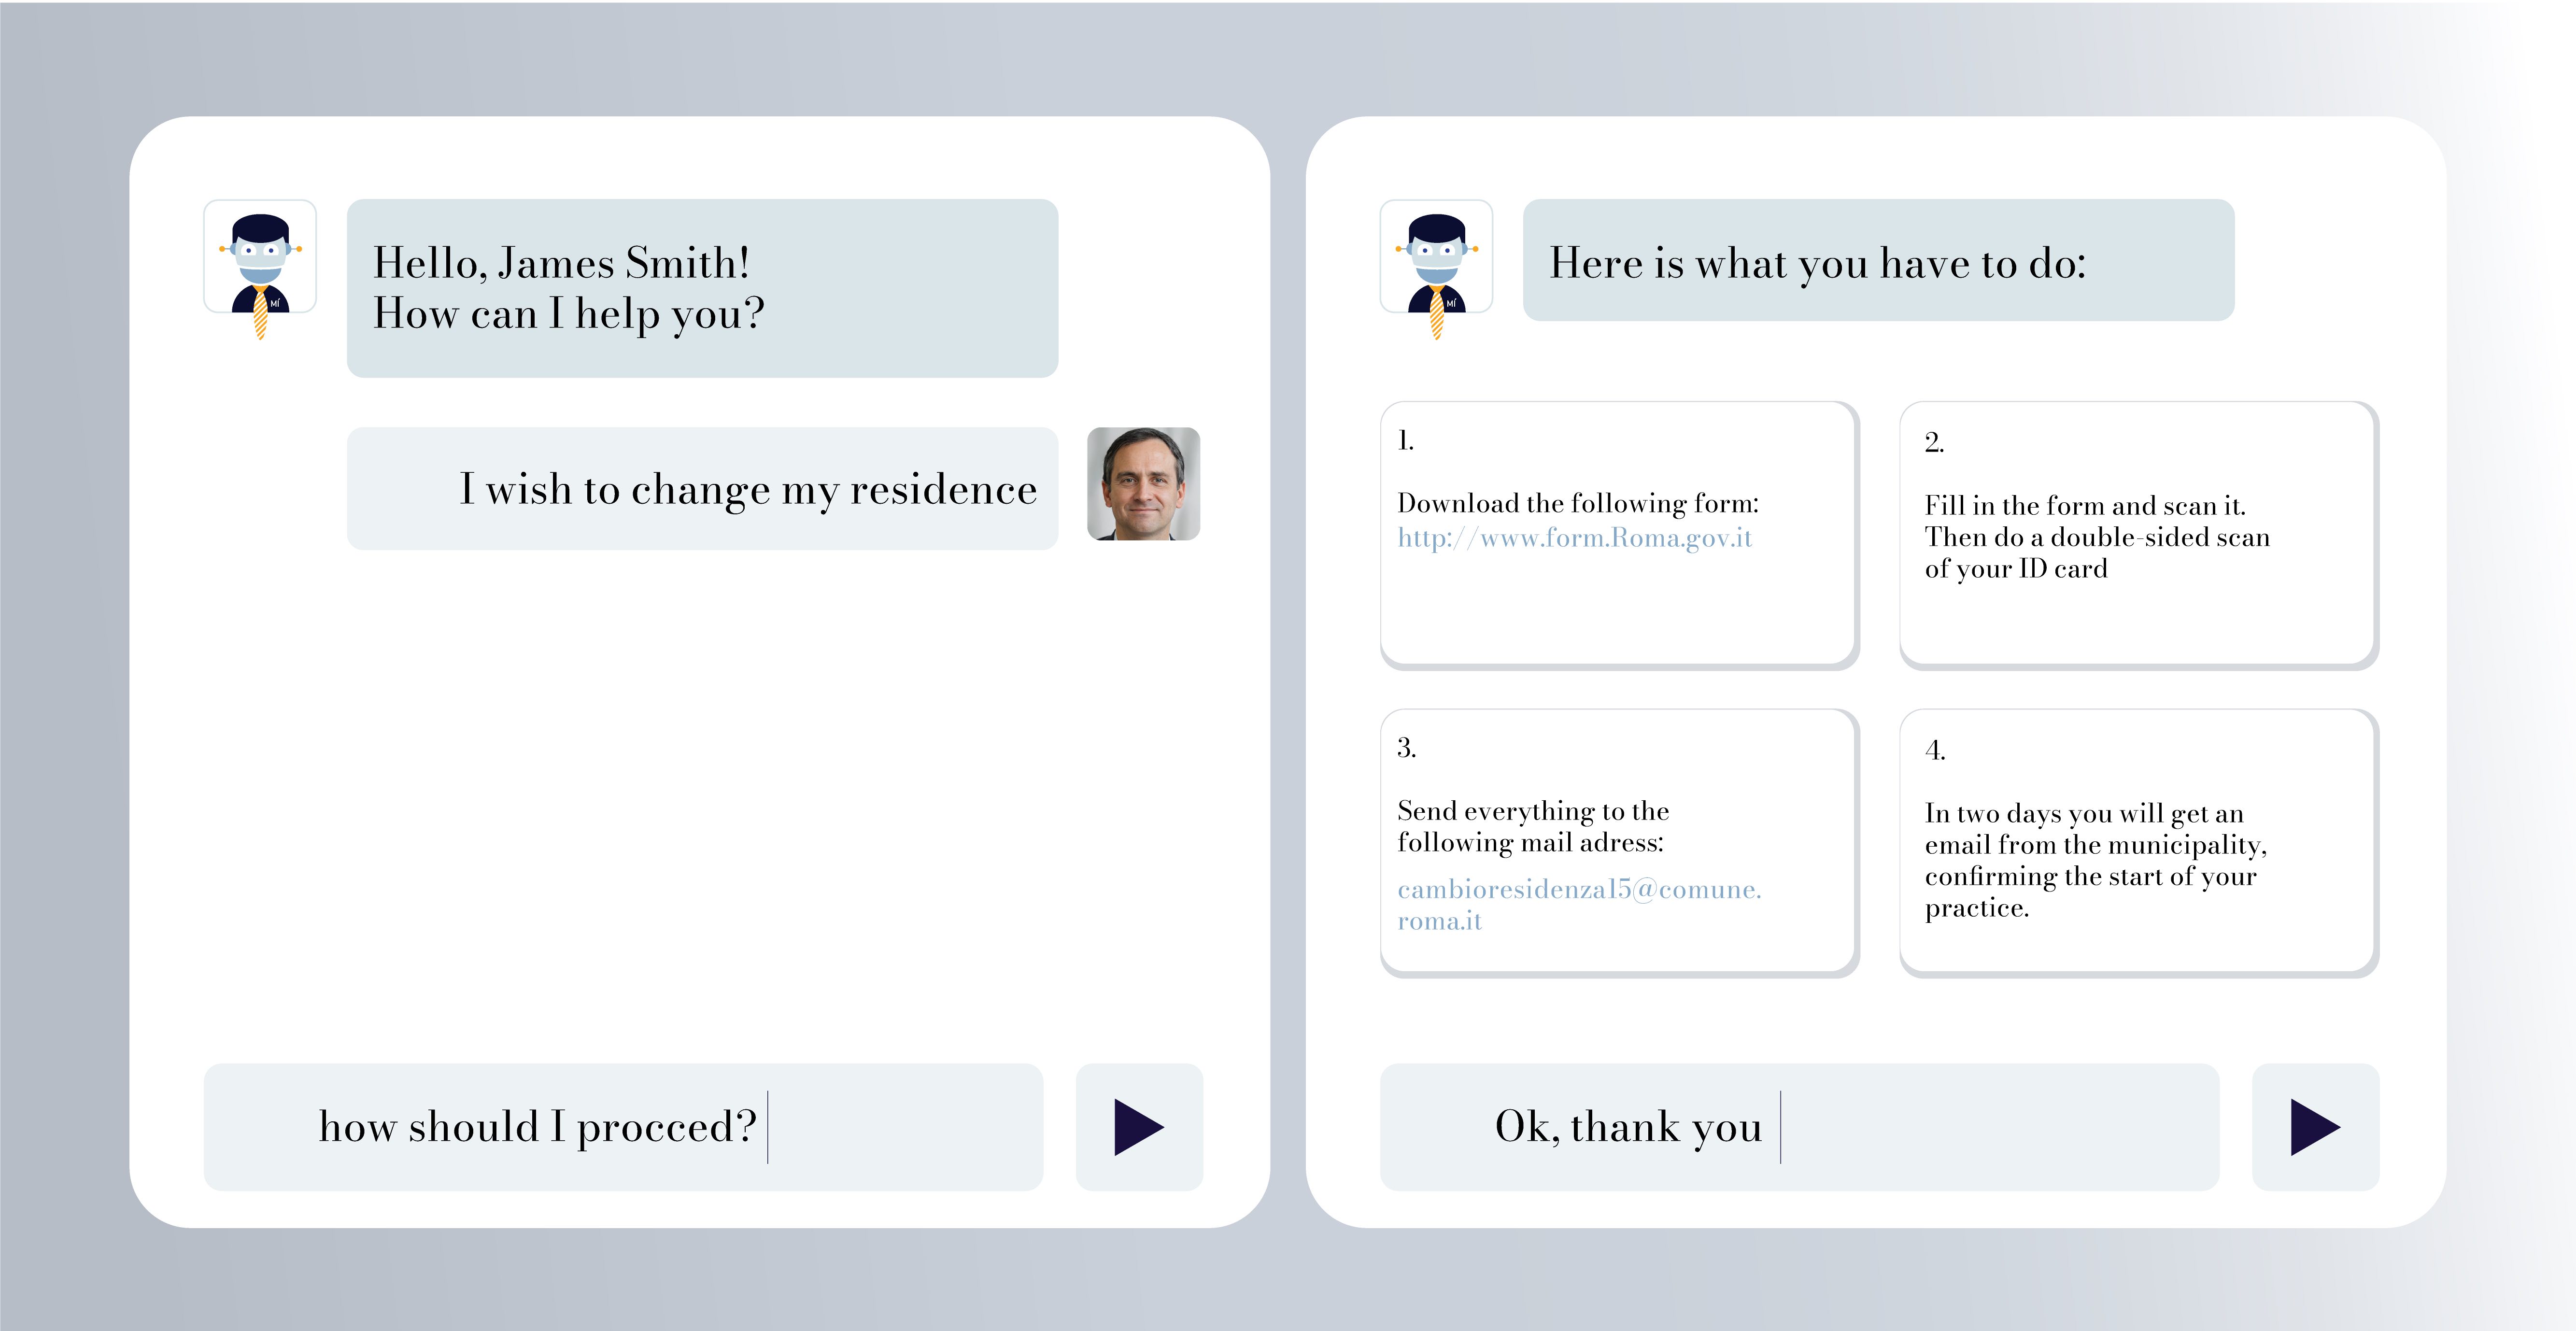 MÍ
Hello, James Smith!
How can I help you?
I wish to change my residence
how should I procced?
MÍ
Here is what you have to do:
1.
Download the following form:
http://www.form.Roma.gov.it
2.
Fill in the form and scan it.
Then do a double-sided scan
of your ID card
3.
Send everything to the
following mail adress:
cambioresidenza15@comune.
roma.it
4.
In two days you will get an
email from the municipality,
confirming the start of your
practice.
Ok, thank you